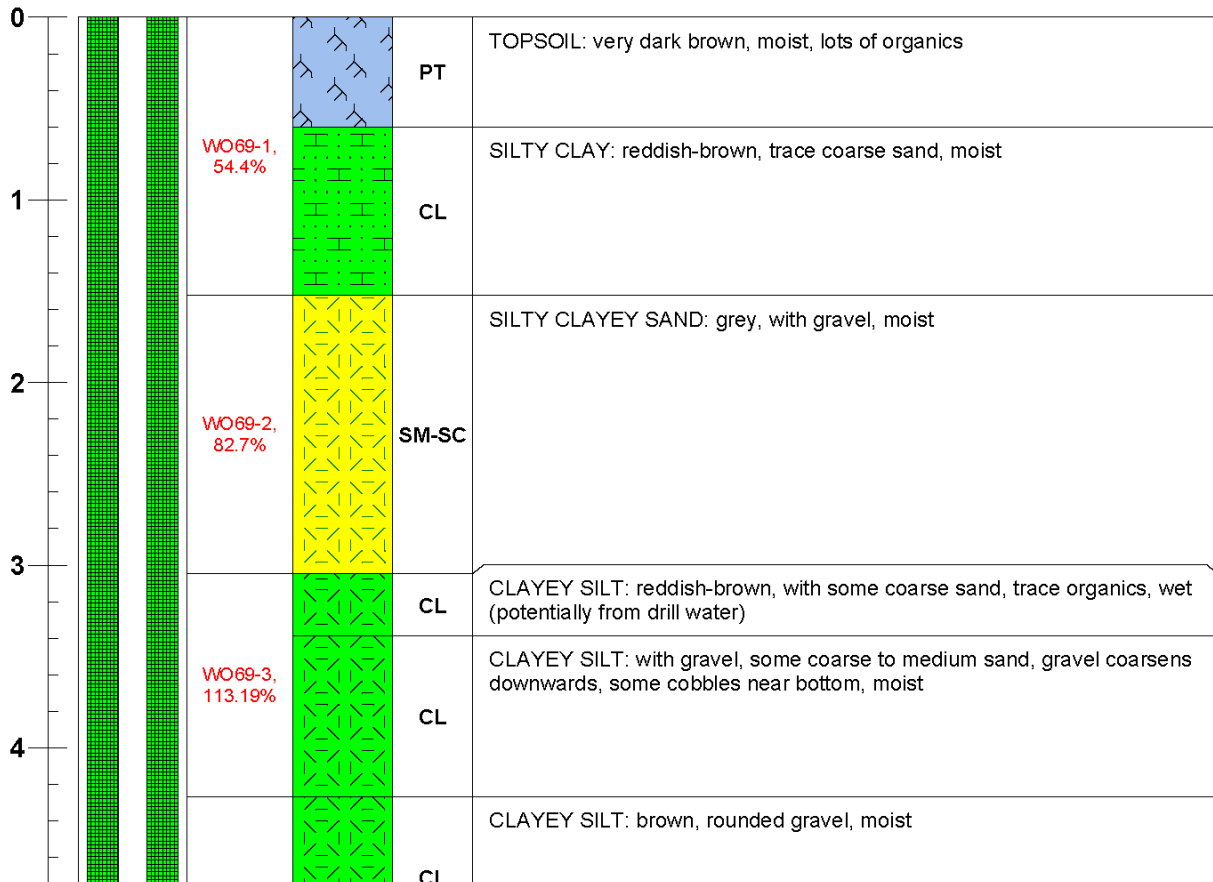 0
TOPSOIL: very dark brown, moist, lots of organics
PT
WO69-1,
54.4%
SILTY CLAY: reddish-brown, trace coarse sand, moist
1
CL
SILTY CLAYEY SAND: grey, with gravel, moist
2
WO69-2,
82.7%
SM-SC
3
CLAYEY SILT: reddish-brown, with some coarse sand, trace organics, wet
(potentially from drill water)
CL
CLAYEY SILT: with gravel, some coarse to medium sand, gravel coarsens
downwards, some cobbles near bottom, moist
WO69-3,
113.19%
CL
4
CLAYEY SILT: brown, rounded gravel, moist
CL